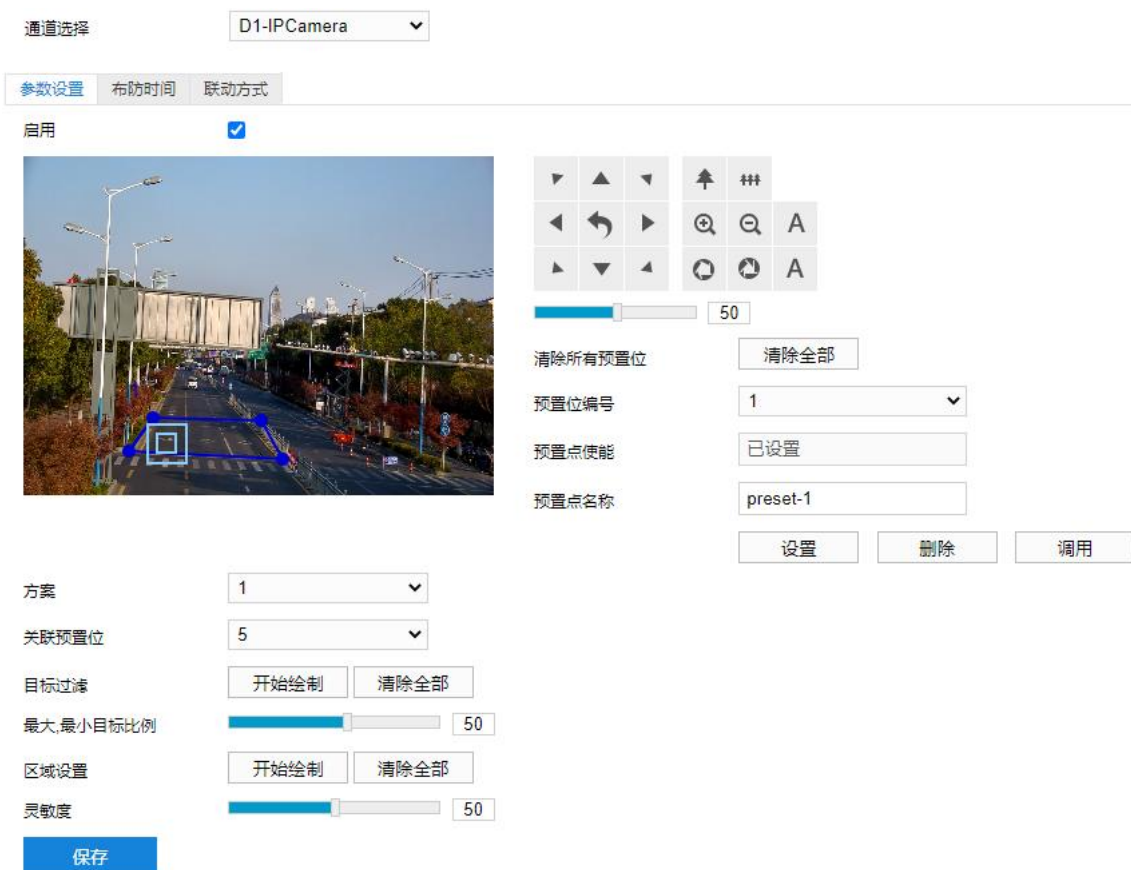 通道选择 D1-IPCamera
参数设置 布防时间 联动方式
启用
A
A
50
清除所有预置位 清除全部
预置位编号 1
预置点使能 已设置
预置点名称 preset-1
设置 删除 调用
方案 1
关联预置位 5
目标过滤 开始绘制 清除全部
最大,最小目标比例 50
区域设置 开始绘制 清除全部
灵敏度 50
保存